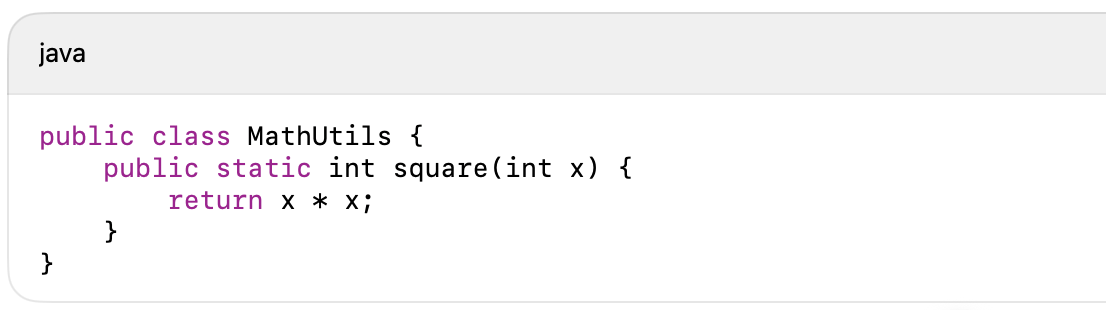 java
public class MathUtils {
    public static int square(int x) {
        return x * x;
    }
}